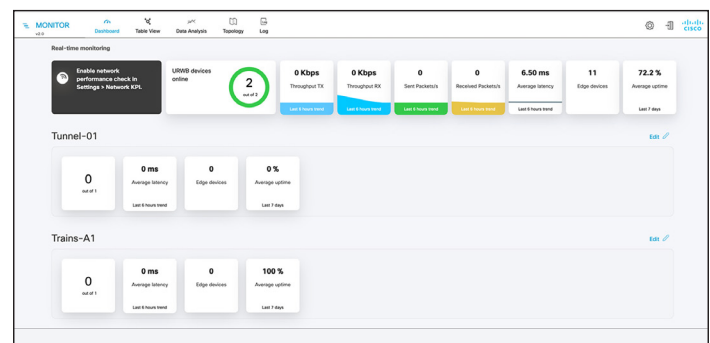 MONITOR
v2.0
Dashboard
Table View
Data Analysis
Topology
Log
CISCO
Real-time monitoring
Enable network
performance check in
Settings > Network KPI.
URWB devices
online
2
out of 2
0 Kbps
Throughput TX
Last 6 hours trend
0 Kbps
Throughput RX
Last 6 hours trend
0
Sent Packets/s
Last 6 hours trend
0
Received Packets/s
Last 6 hours trend
6.50 ms
Average latency
Last 6 hours trend
11
Edge devices
72.2 %
Average uptime
Last 7 days
Tunnel-01
Edit
0
out of 1
0 ms
Average latency
Last 6 hours trend
0
Edge devices
0 %
Average uptime
Last 7 days
Trains-A1
Edit
0
out of 1
0 ms
Average latency
Last 6 hours trend
0
Edge devices
100 %
Average uptime
Last 7 days